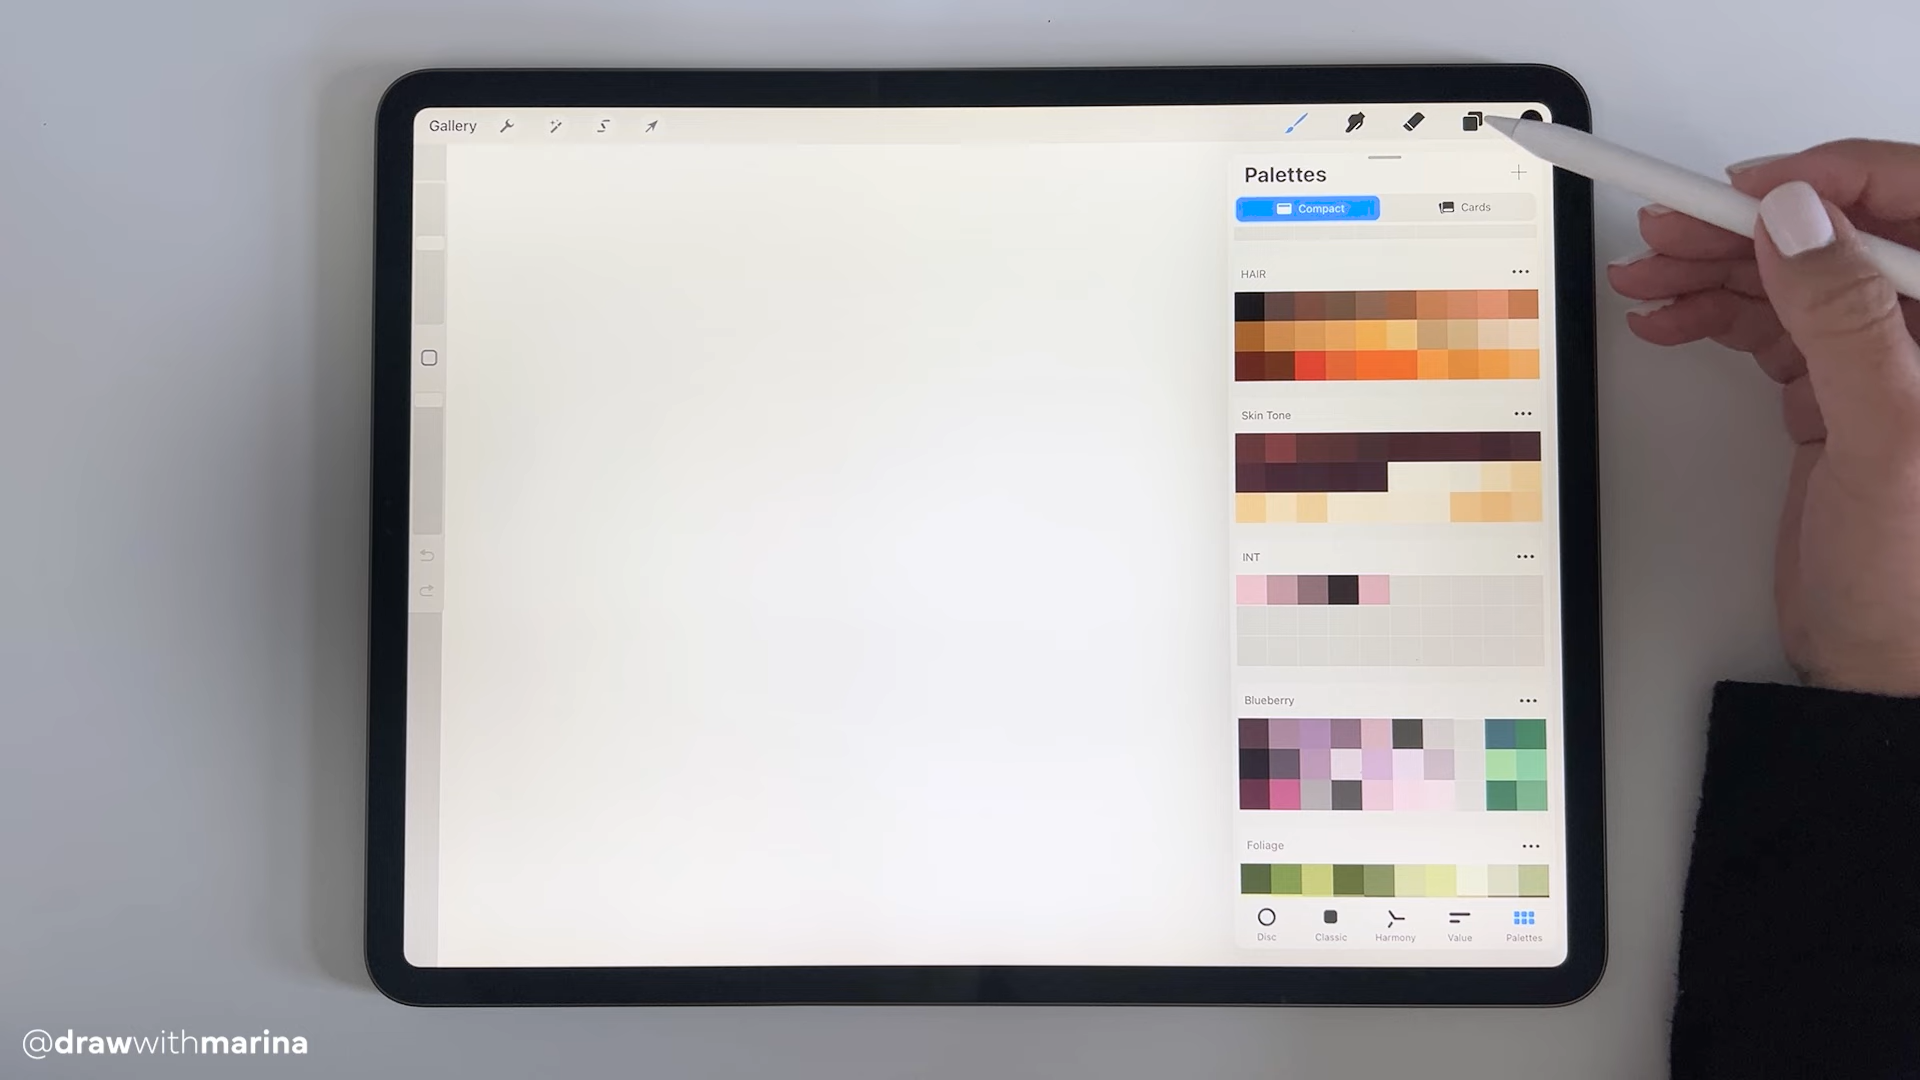 Gallery
Palettes
Compact
Cards
HAIR
Skin Tone
INT
Blueberry
Foliage
Disc
Classic
Harmony
Value
Palettes
@drawwithmarina